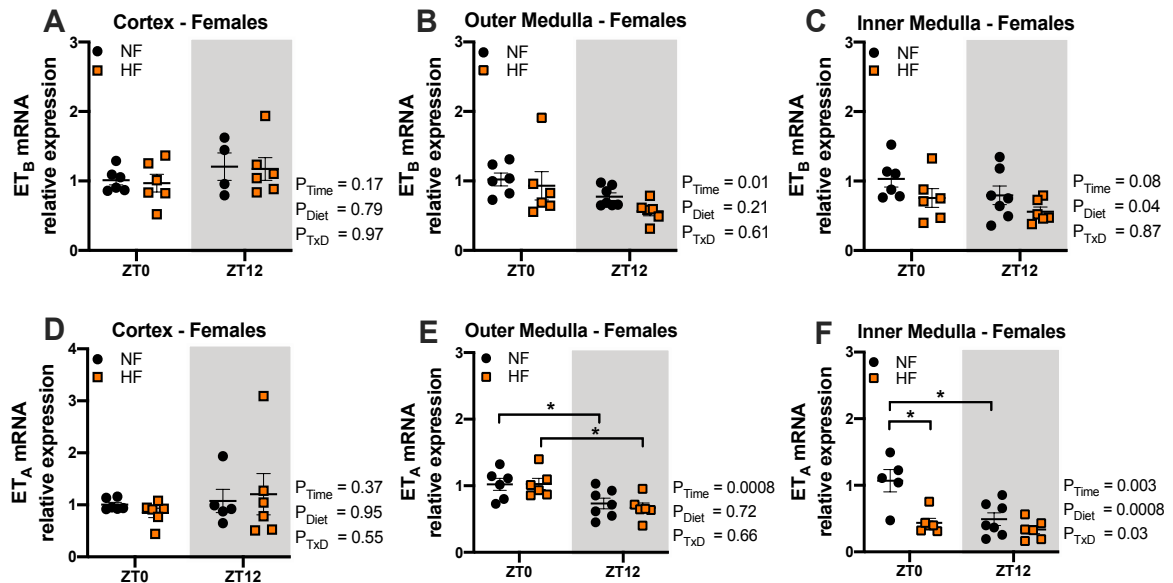 A
Cortex - Females
NF
HF
ET_B mRNA
relative expression
3
2
1
0
ZT0
ZT12
P_Time = 0.17
P_Diet = 0.79
P_TxD = 0.97
B
Outer Medulla - Females
NF
HF
ET_B mRNA
relative expression
3
2
1
0
ZT0
ZT12
P_Time = 0.01
P_Diet = 0.21
P_TxD = 0.61
C
Inner Medulla - Females
NF
HF
ET_B mRNA
relative expression
3
2
1
0
ZT0
ZT12
P_Time = 0.08
P_Diet = 0.04
P_TxD = 0.87
D
Cortex - Females
NF
HF
ET_A mRNA
relative expression
4
3
2
1
0
ZT0
ZT12
P_Time = 0.37
P_Diet = 0.95
P_TxD = 0.55
E
Outer Medulla - Females
NF
HF
*
*
ET_A mRNA
relative expression
3
2
1
0
ZT0
ZT12
P_Time = 0.0008
P_Diet = 0.72
P_TxD = 0.66
F
Inner Medulla - Females
NF
HF
*
*
ET_A mRNA
relative expression
3
2
1
0
ZT0
ZT12
P_Time = 0.003
P_Diet = 0.0008
P_TxD = 0.03